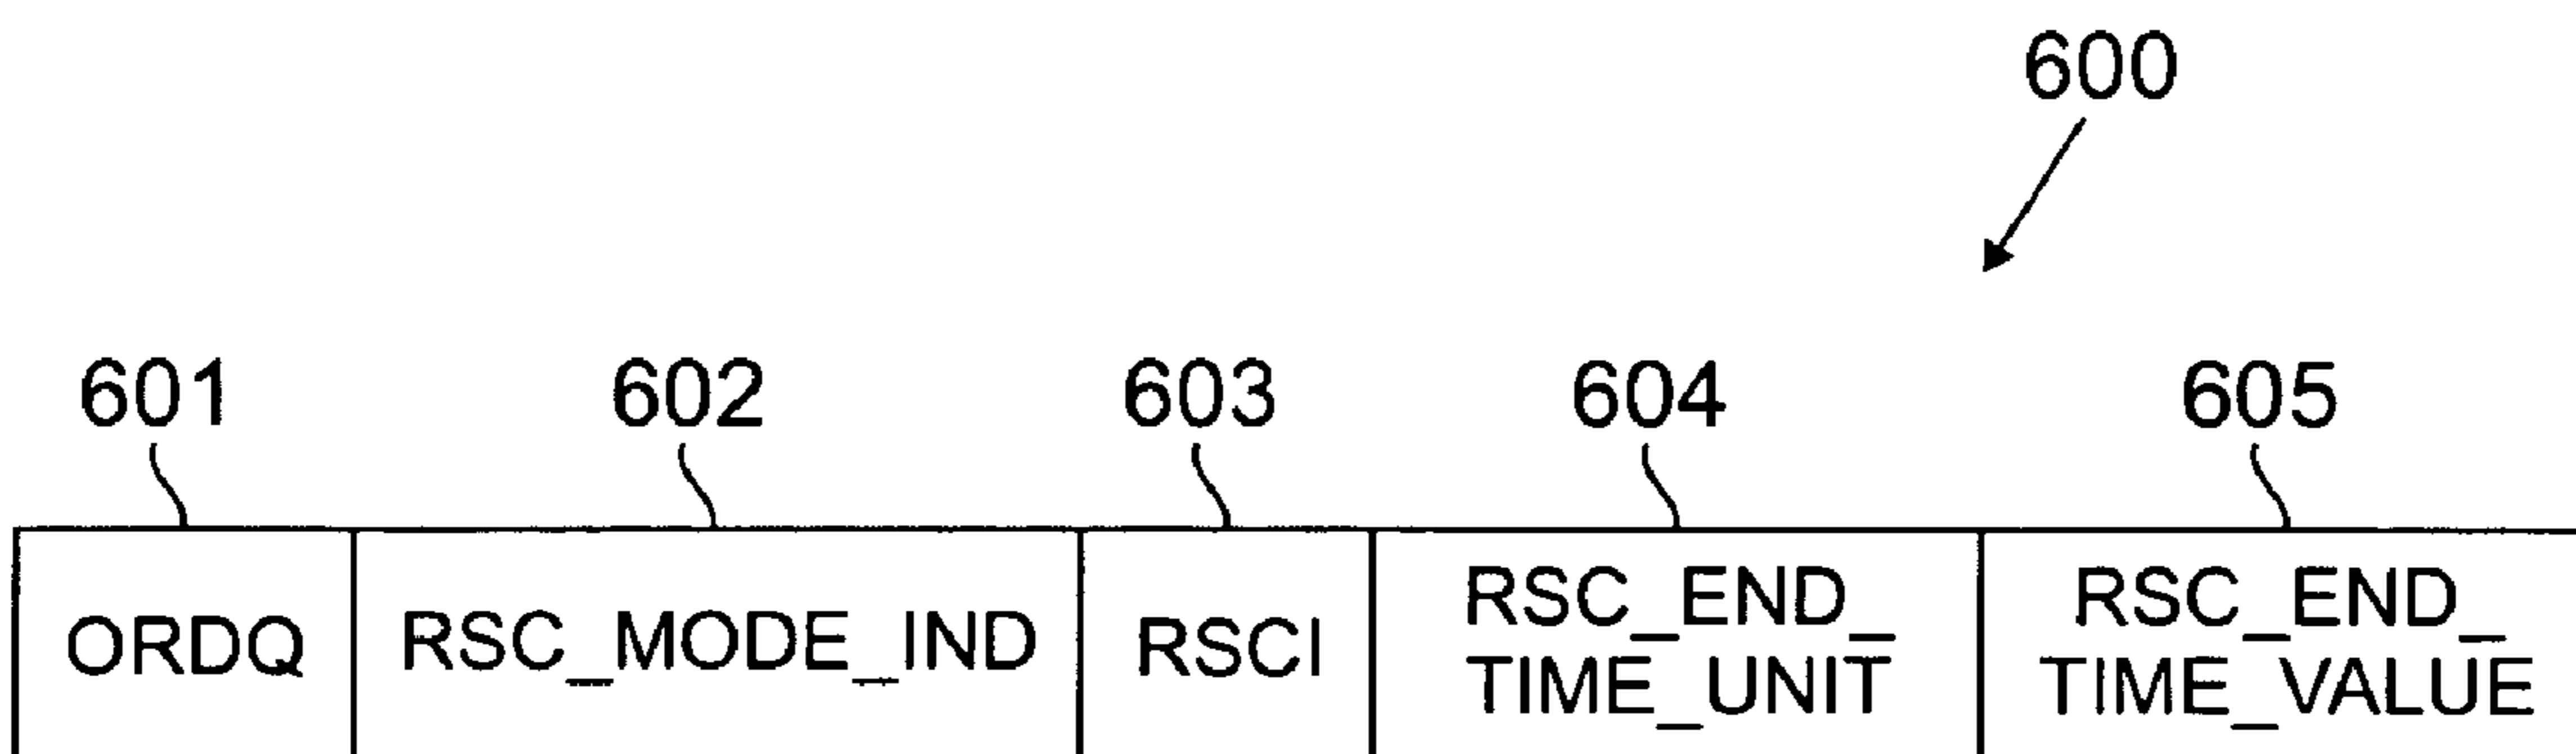 600
601 602 603 604 605
ORDQ RSC_MODE_IND RSCI RSC_END_ TIME_UNIT RSC_END_ TIME_VALUE